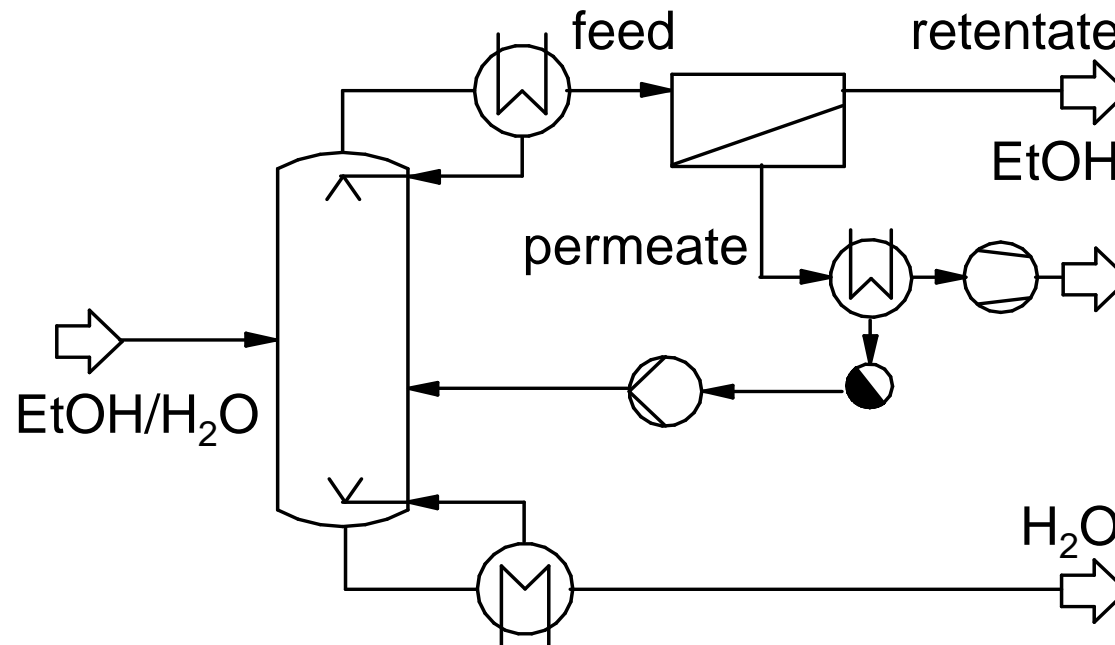 feed
retentate
EtOH
permeate
EtOH/H₂O
H₂O